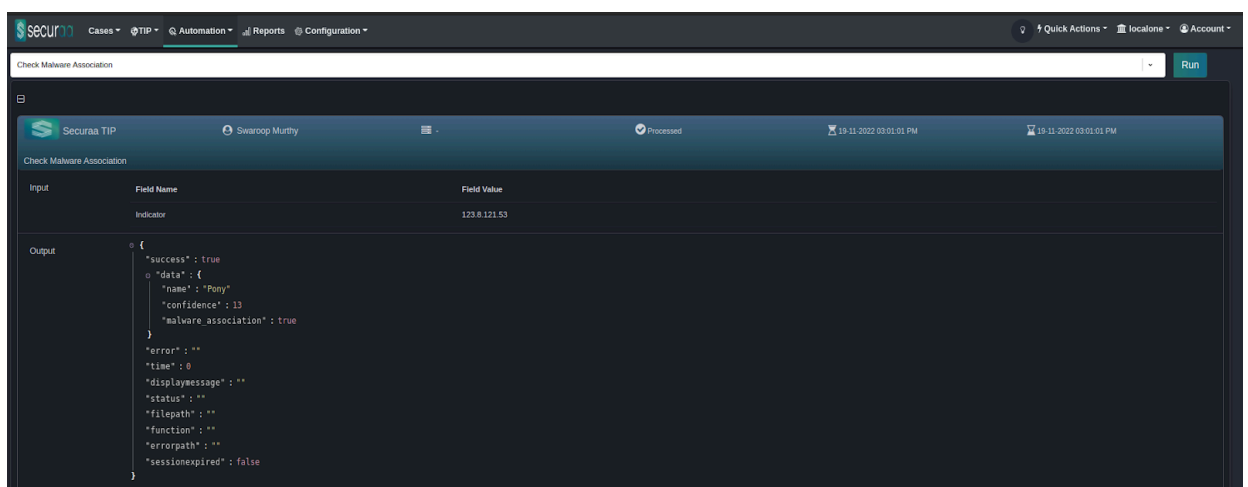 securaa Cases TIP Automation Reports Configuration Quick Actions localone Account
Check Malware Association Run
Securaa TIP Swaroop Murthy - Processed 19-11-2022 03:01:01 PM 19-11-2022 03:01:01 PM
Check Malware Association
Input Field Name Field Value
Indicator 123.8.121.53
Output {
"success" : true
"data" : {
"name" : "Pony"
"confidence" : 13
"malware_association" : true
}
"error" : ""
"time" : 0
"displaymessage" : ""
"status" : ""
"filepath" : ""
"function" : ""
"errorpath" : ""
"sessionexpired" : false
}